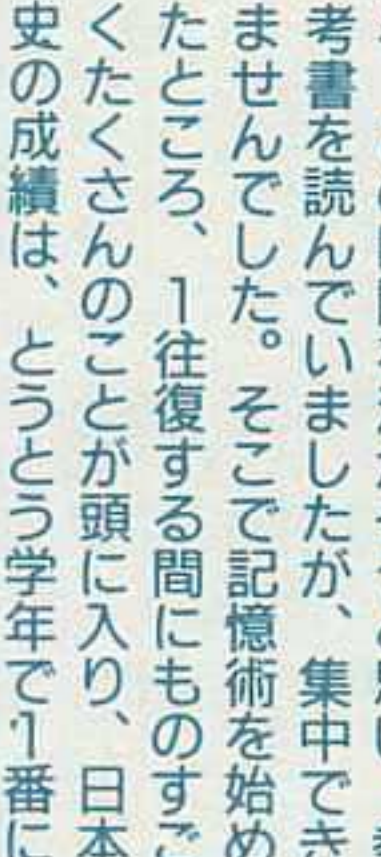 考書を読んでいましたが、集中でき
ませんでした。そこで記憶術を始め
たところ、1往復する間にものすご
くたくさんのことが頭に入り、日本
史の成績は、とうとう学年で1番に